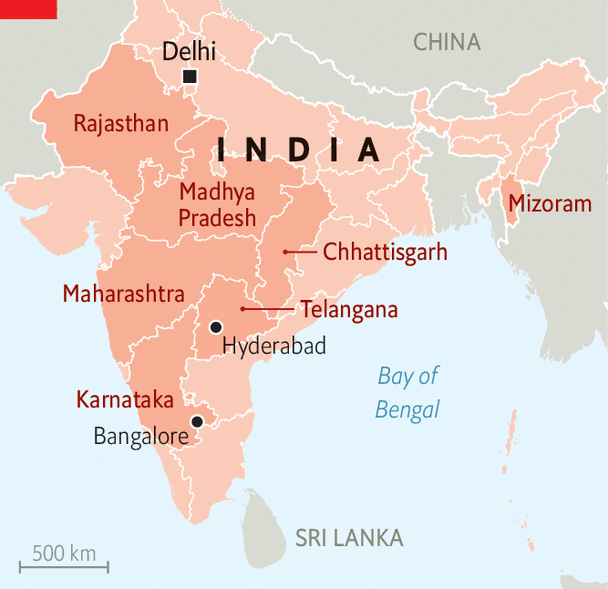 CHINA
Delhi
Rajasthan
INDIA
Madhya
Pradesh
Mizoram
Chhattisgarh
Maharashtra
Telangana
Hyderabad
Bay of
Bengal
Karnataka
Bangalore
SRI LANKA
500 km